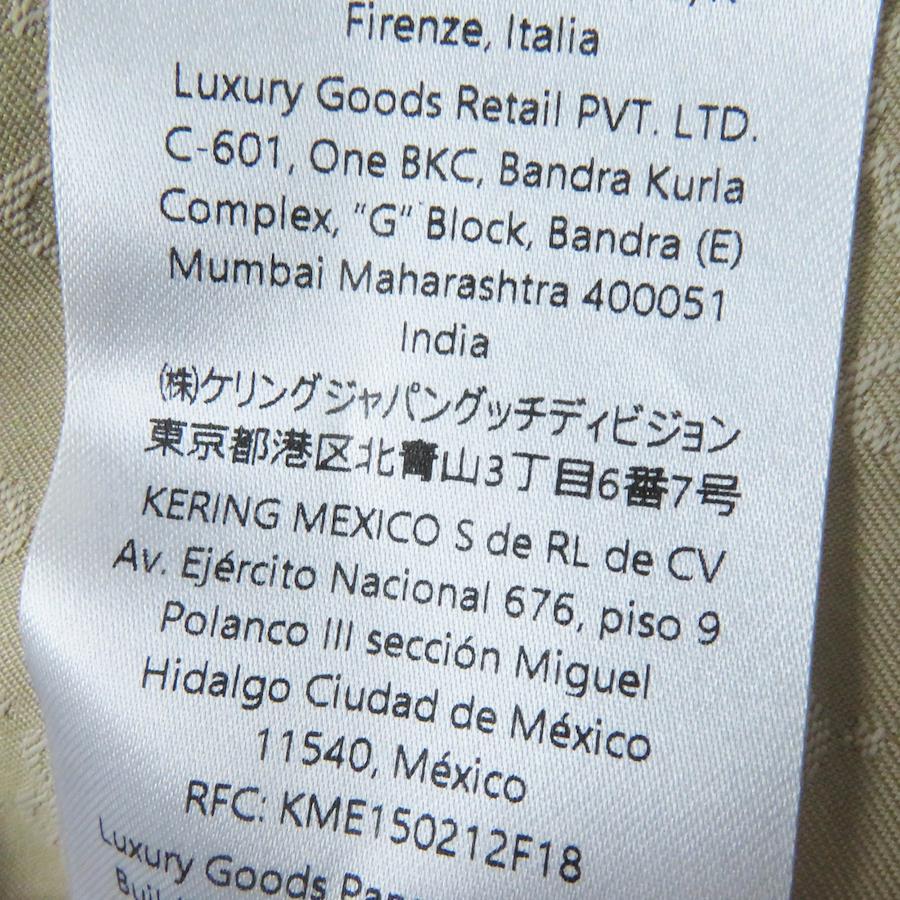 Firenze, Italia
Luxury Goods Retail PVT. LTD.
C-601, One BKC, Bandra Kurla
Complex, "G" Block, Bandra (E)
Mumbai Maharashtra 400051
India
㈱ケリングジャパングッチディビジョン
東京都港区北青山3丁目6番7号
KERING MEXICO S de RL de CV
Av. Ejército Nacional 676, piso 9
Polanco III sección Miguel
Hidalgo Ciudad de México
11540, México
RFC: KME150212F18
Luxury Goods